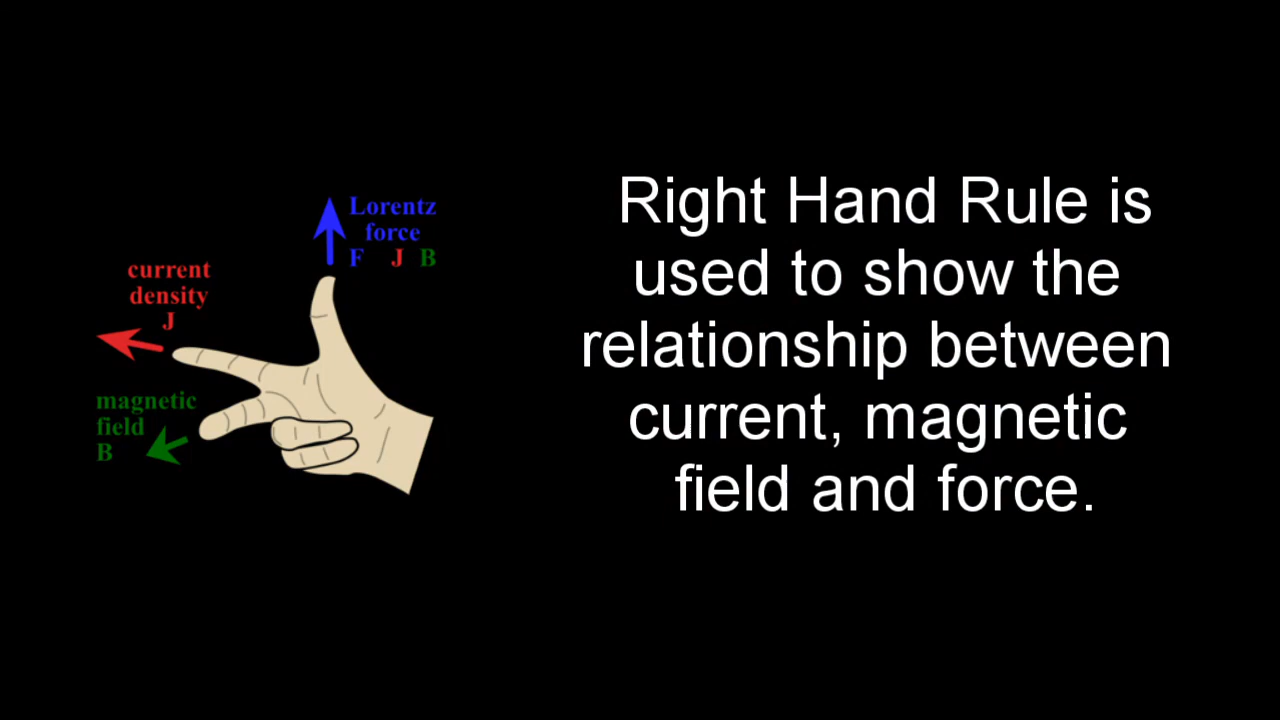 Lorentz
force
F J B
current
density
J
magnetic
field
B
Right Hand Rule is
used to show the
relationship between
current, magnetic
field and force.